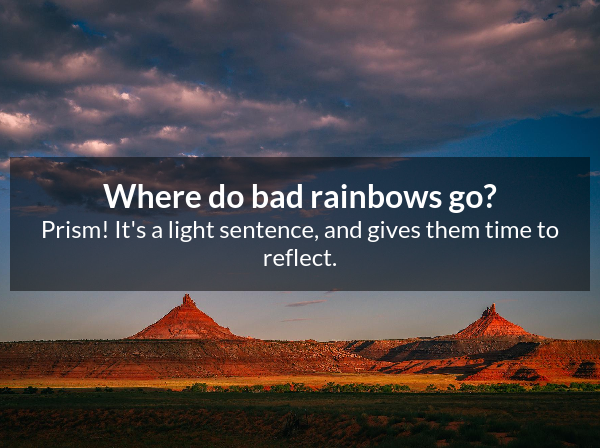 Where do bad rainbows go?
Prism! It's a light sentence, and gives them time to
reflect.